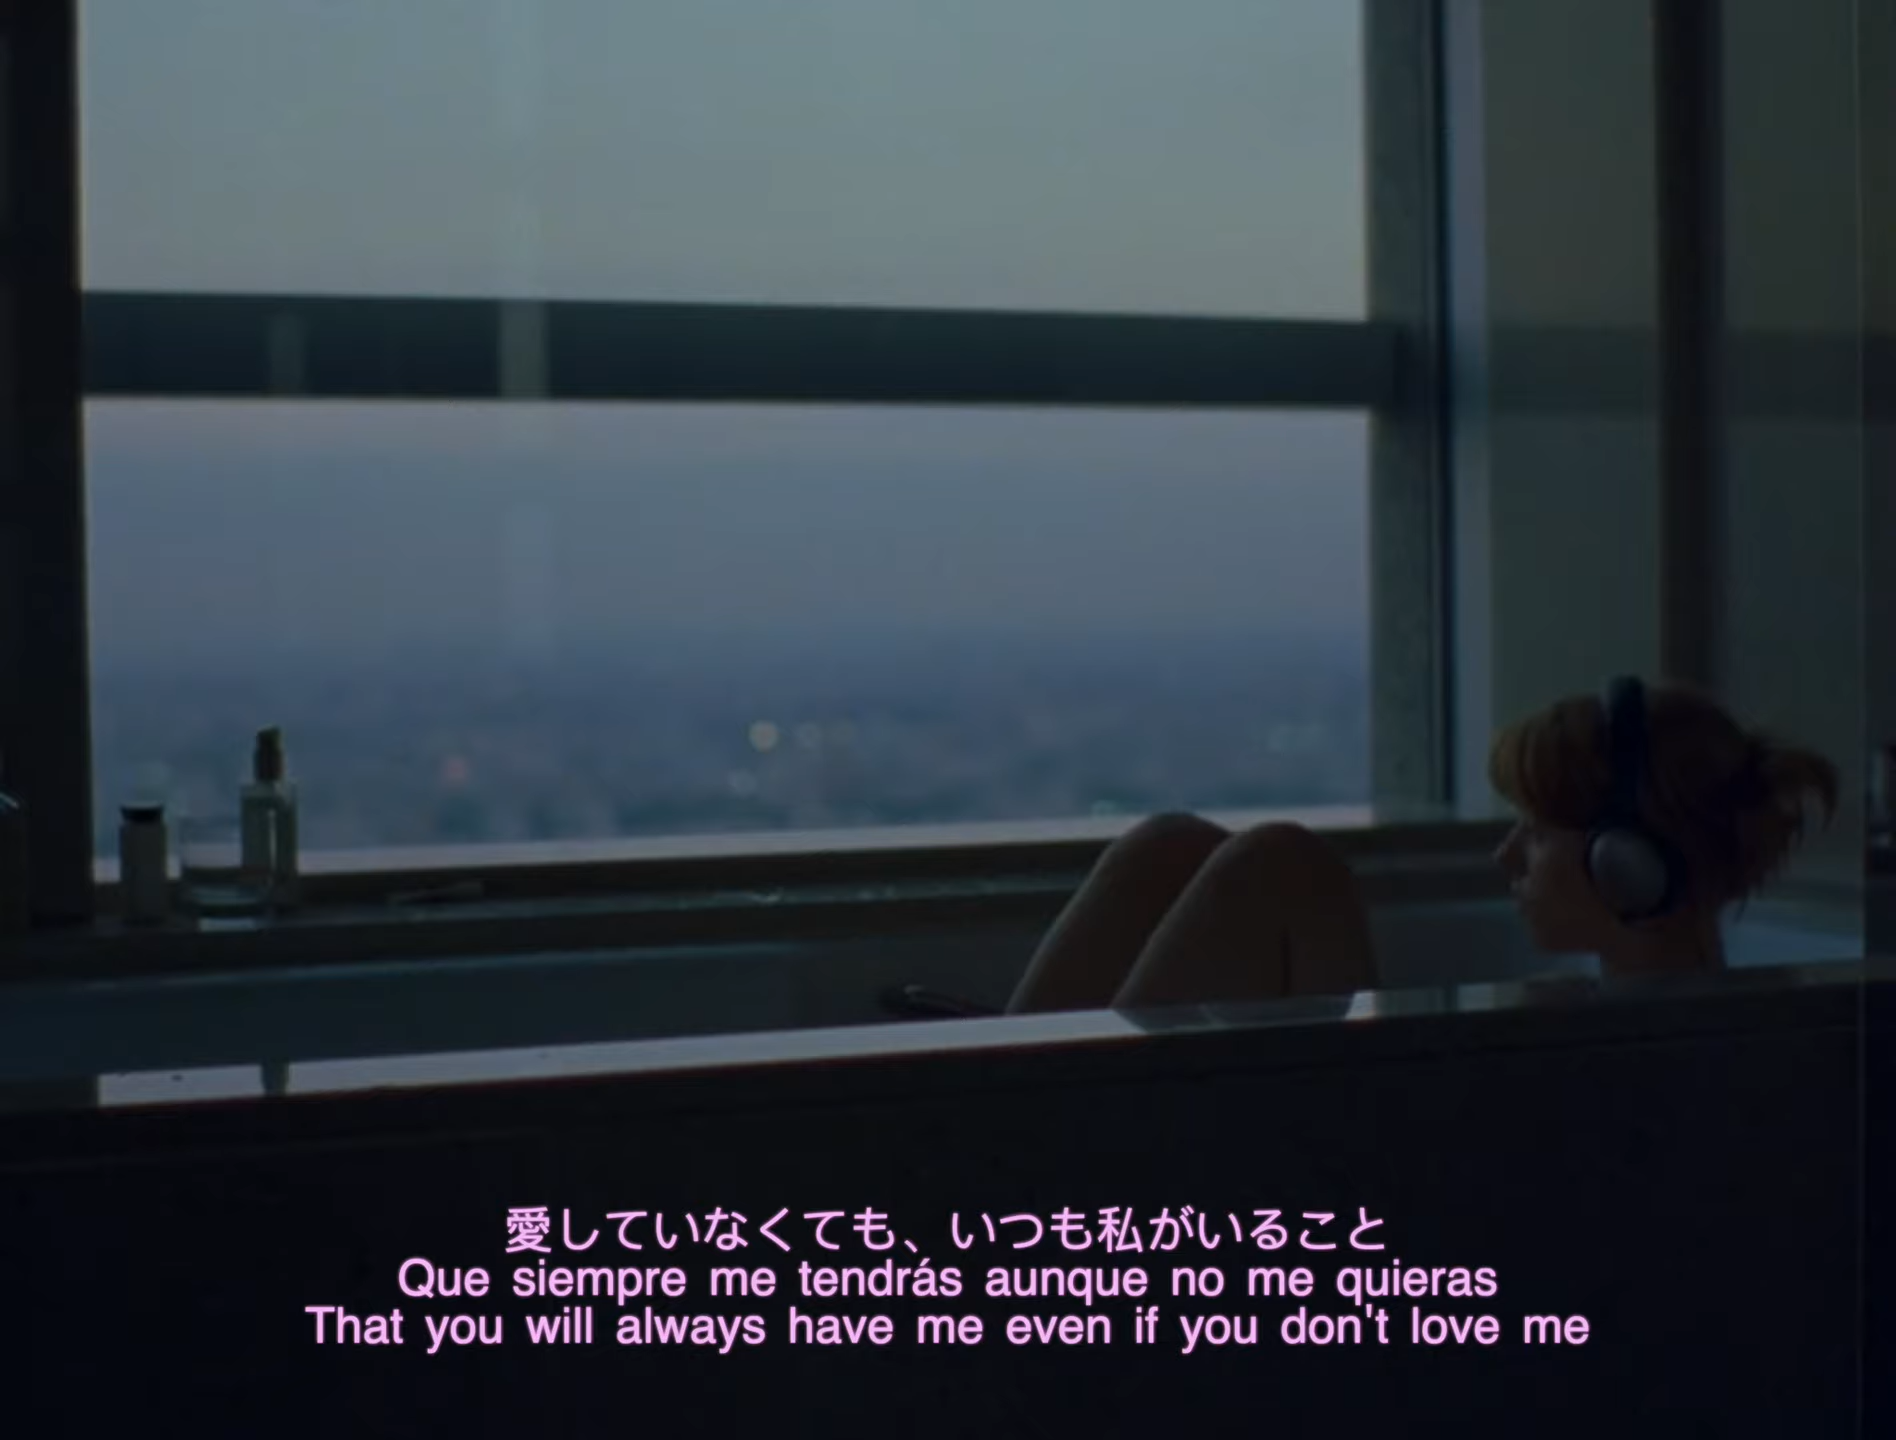 愛していなくても、いつも私がいること
Que siempre me tendrás aunque no me quieras
That you will always have me even if you don't love me